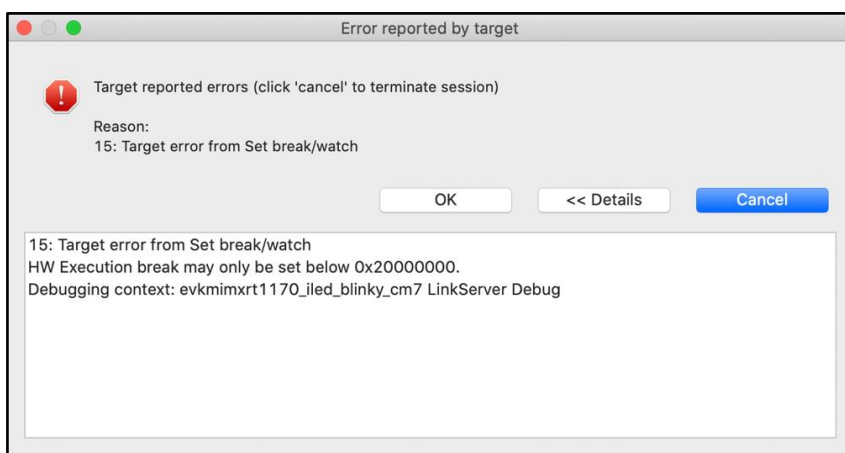 Error reported by target
Target reported errors (click 'cancel' to terminate session)
Reason:
15: Target error from Set break/watch
OK
<< Details
Cancel
15: Target error from Set break/watch
HW Execution break may only be set below 0x20000000.
Debugging context: evkmimxrt1170_iled_blinky_cm7 LinkServer Debug